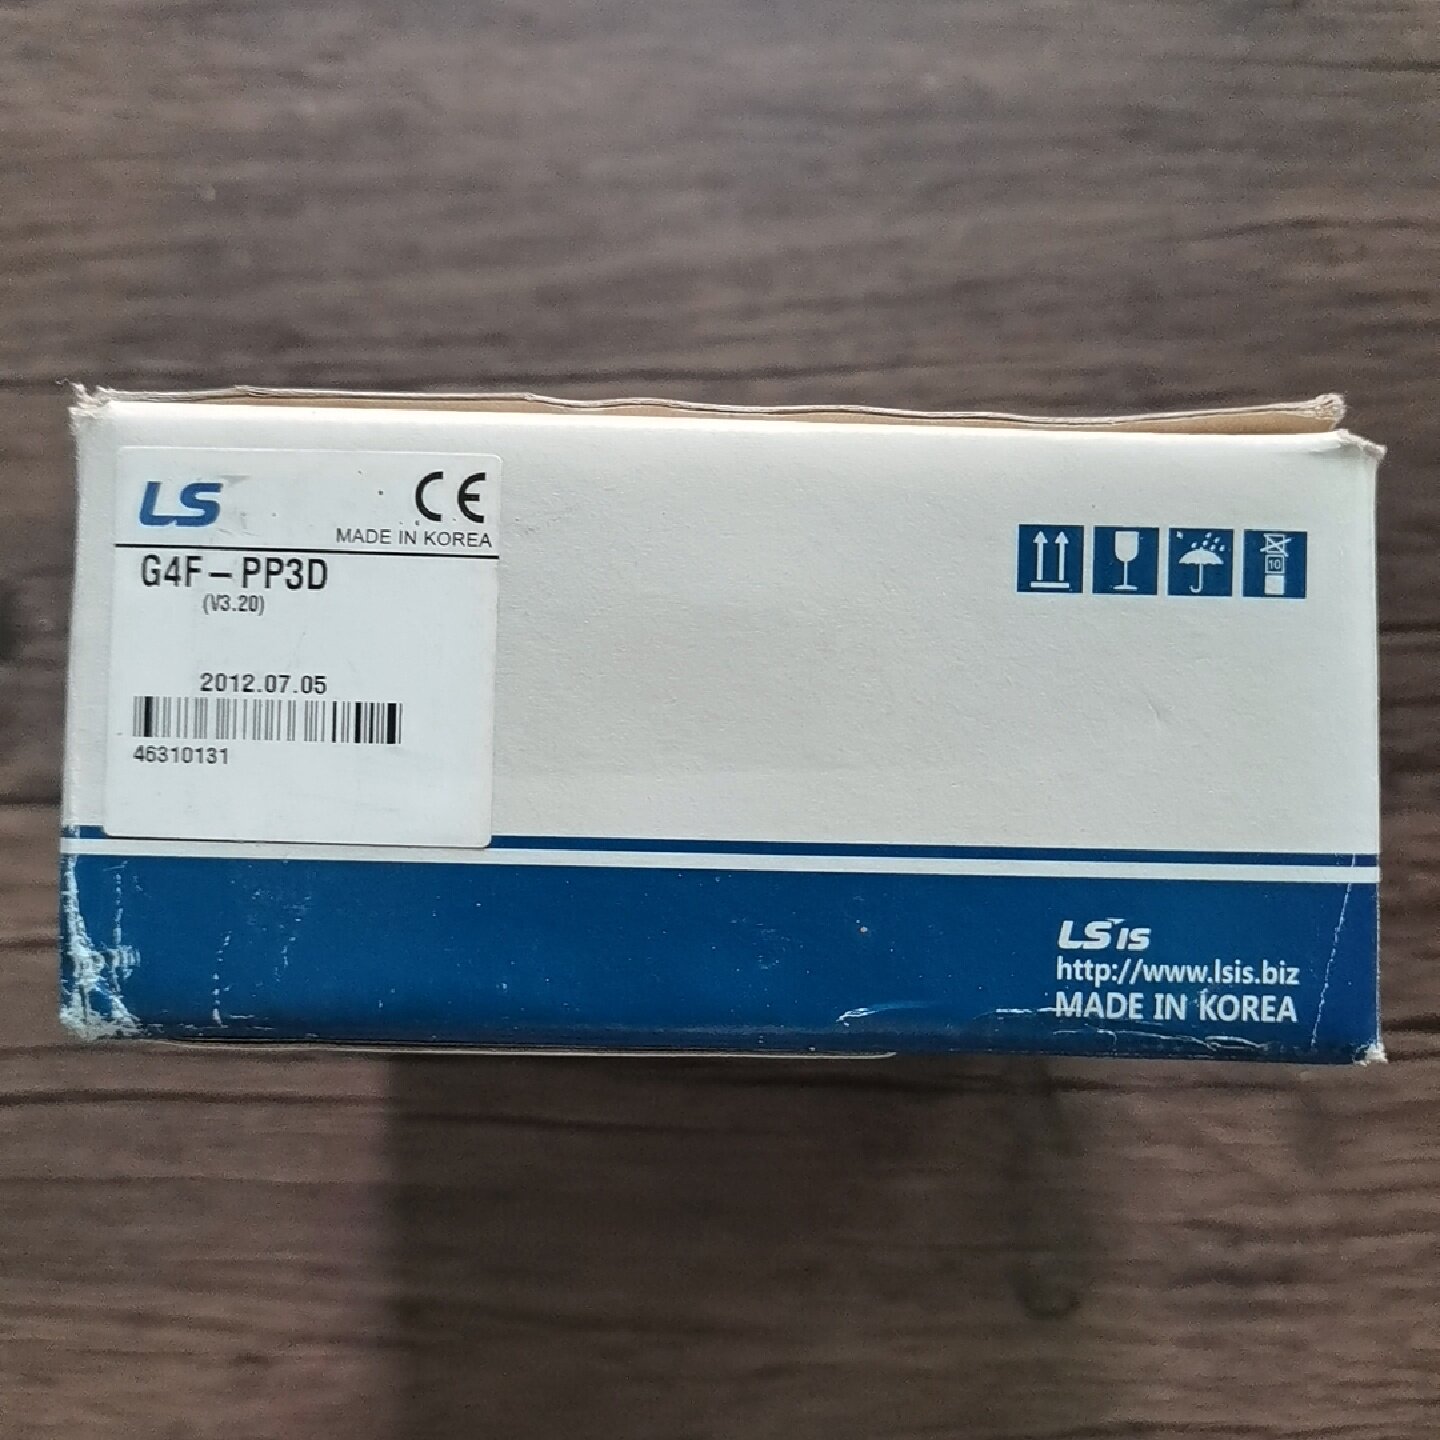 LS
CE
MADE IN KOREA
G4F-PP3D
(V3.20)
2012.07.05
46310131
10
LSIS
http://www.lsis.biz
MADE IN KOREA